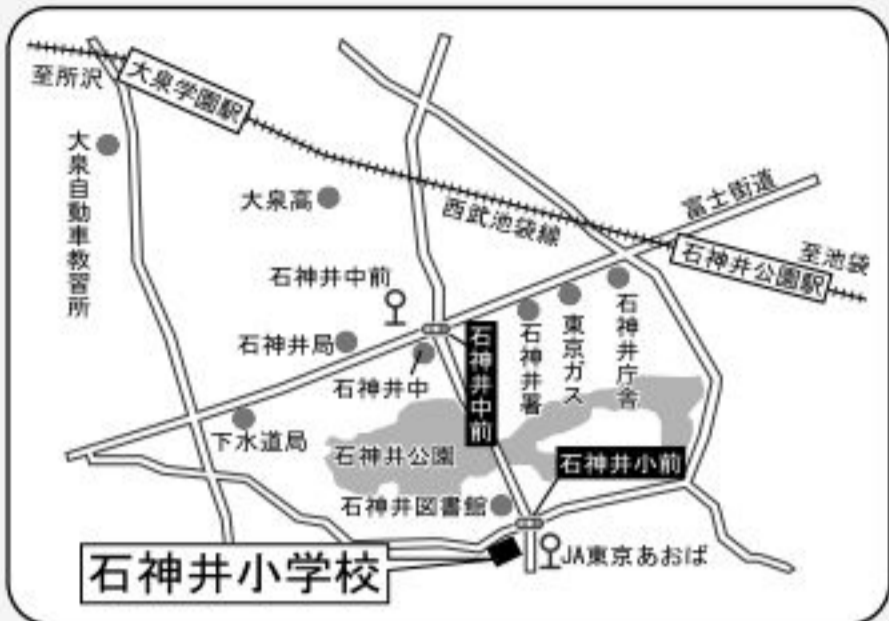 至所沢
大泉学園駅
大泉自動車教習所
大泉高
西武池袋線
富士街道
石神井公園駅
至池袋
石神井中前
石神井局
石神井中
石神井中前
石神井署
東京ガス
石神井庁舎
下水道局
石神井公園
石神井小前
石神井図書館
石神井小学校
JA東京あおば